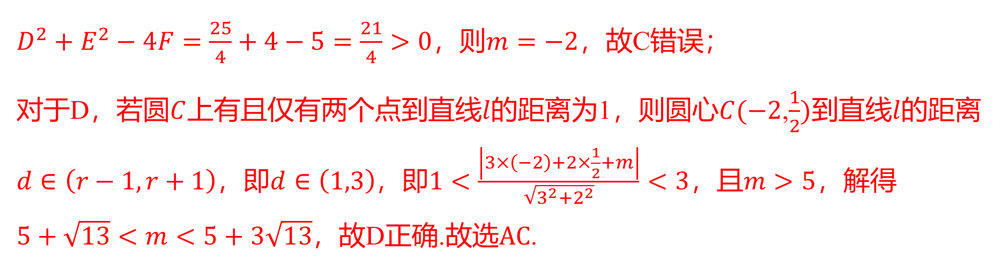 $D^2+E^2-4F=\frac{25}{4}+4-5=\frac{21}{4}>0$，则$m=-2$，故C错误；
对于D，若圆$C$上有且仅有两个点到直线$l$的距离为1，则圆心$C(-2,\frac{1}{2})$到直线$l$的距离
$d\in(r-1,r+1)$，即$d\in(1,3)$，即$1<\frac{\left|3\times(-2)+2\times\frac{1}{2}+m\right|}{\sqrt{3^2+2^2}}<3$，且$m>5$，解得
$5+\sqrt{13}<m<5+3\sqrt{13}$，故D正确.故选AC.